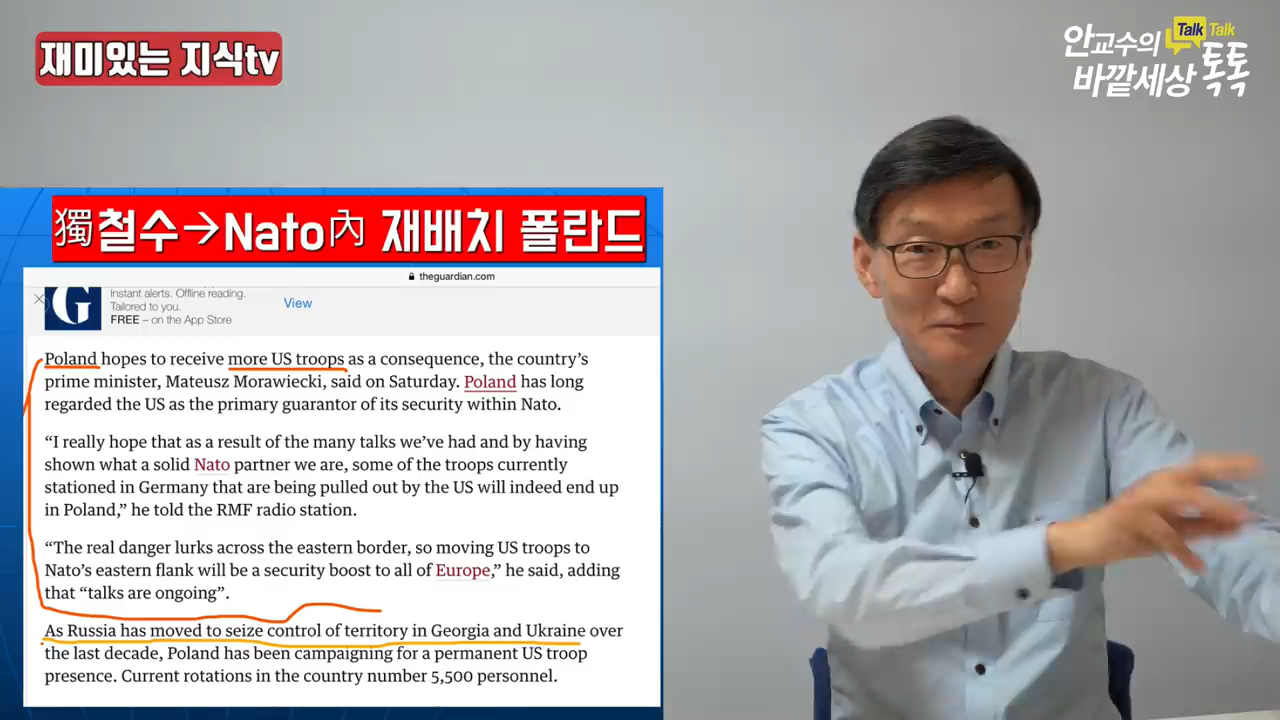 재미있는 지식tv
안교수의 Talk Talk
바깥세상 톡톡
獨철수→Nato內 재배치 폴란드
theguardian.com
G
Instant alerts. Offline reading.
Tailored to you.
FREE – on the App Store
View
Poland hopes to receive more US troops as a consequence, the country's
prime minister, Mateusz Morawiecki, said on Saturday. Poland has long
regarded the US as the primary guarantor of its security within Nato.
“I really hope that as a result of the many talks we've had and by having
shown what a solid Nato partner we are, some of the troops currently
stationed in Germany that are being pulled out by the US will indeed end up
in Poland,” he told the RMF radio station.
“The real danger lurks across the eastern border, so moving US troops to
Nato's eastern flank will be a security boost to all of Europe,” he said, adding
that “talks are ongoing”.
As Russia has moved to seize control of territory in Georgia and Ukraine over
the last decade, Poland has been campaigning for a permanent US troop
presence. Current rotations in the country number 5,500 personnel.